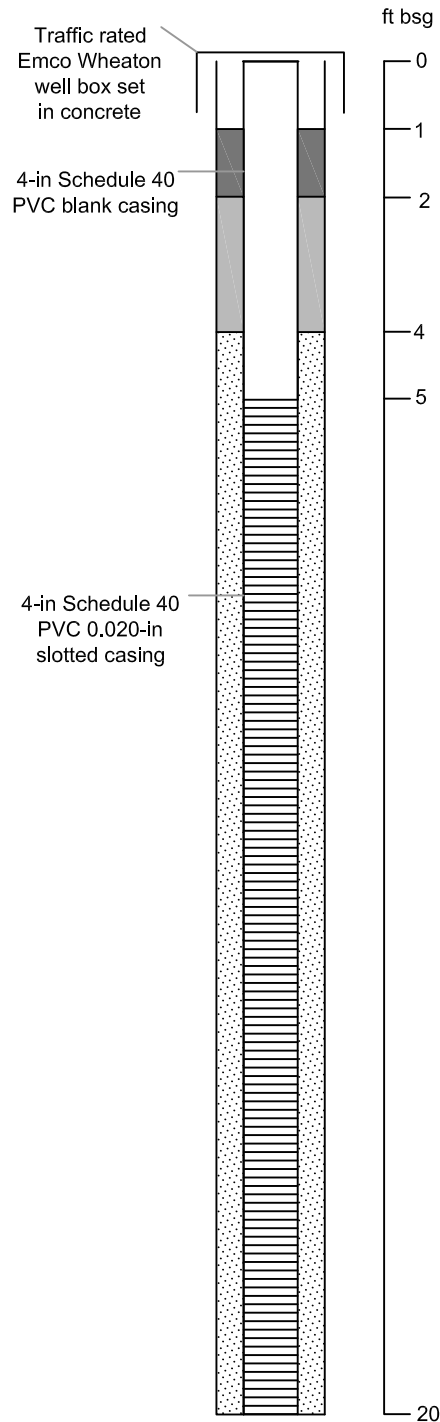 ft bsg
Traffic rated
Emco Wheaton
well box set
in concrete
0
1
4-in Schedule 40
PVC blank casing
2
4
5
4-in Schedule 40
PVC 0.020-in
slotted casing
20